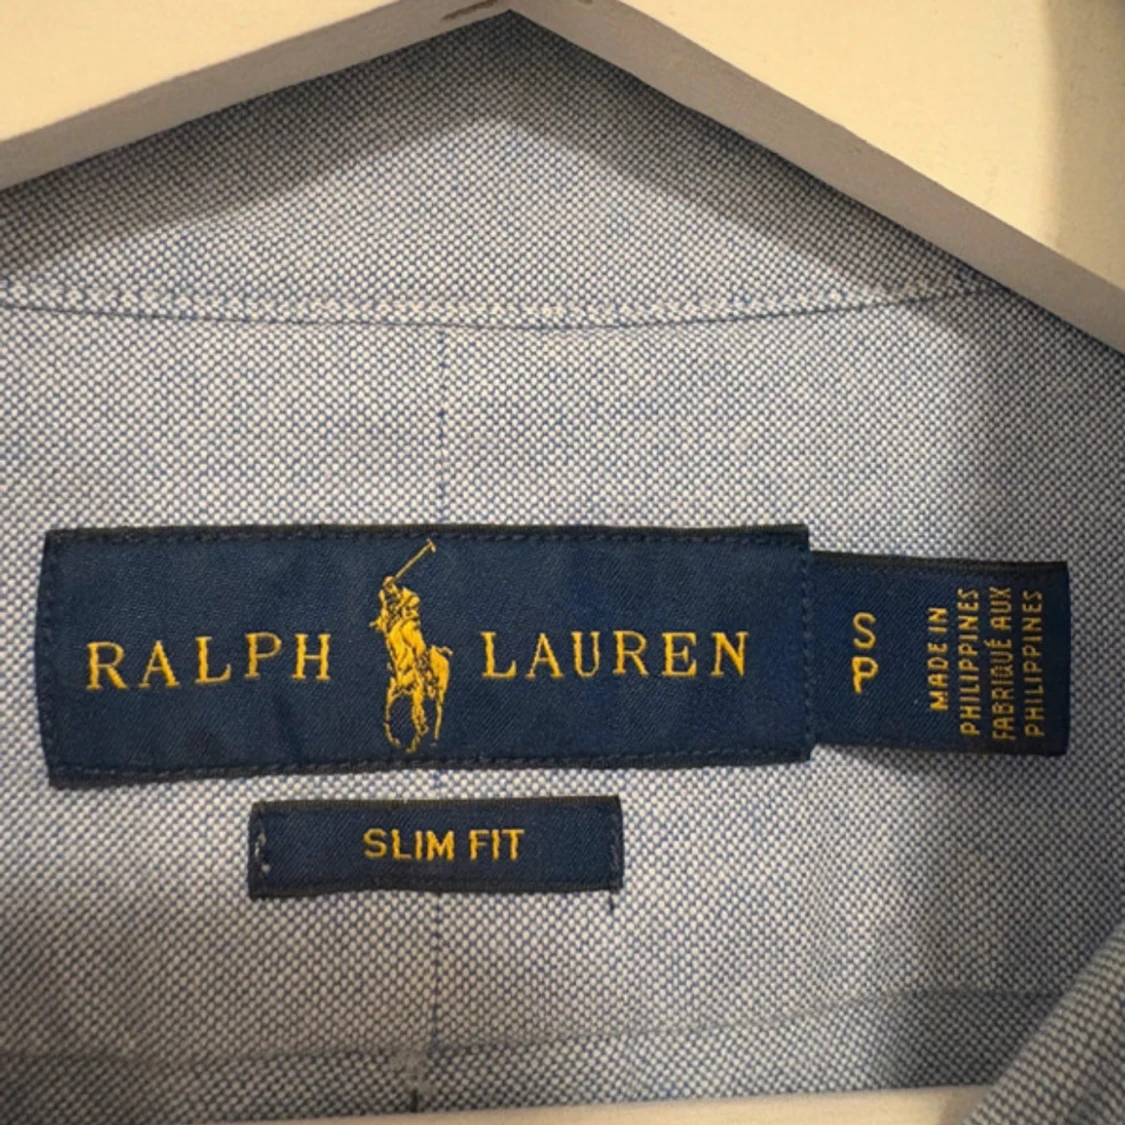 RALPH LAUREN
S
P
MADE IN
PHILIPPINES
FABRIQUÉ AUX
PHILIPPINES
SLIM FIT